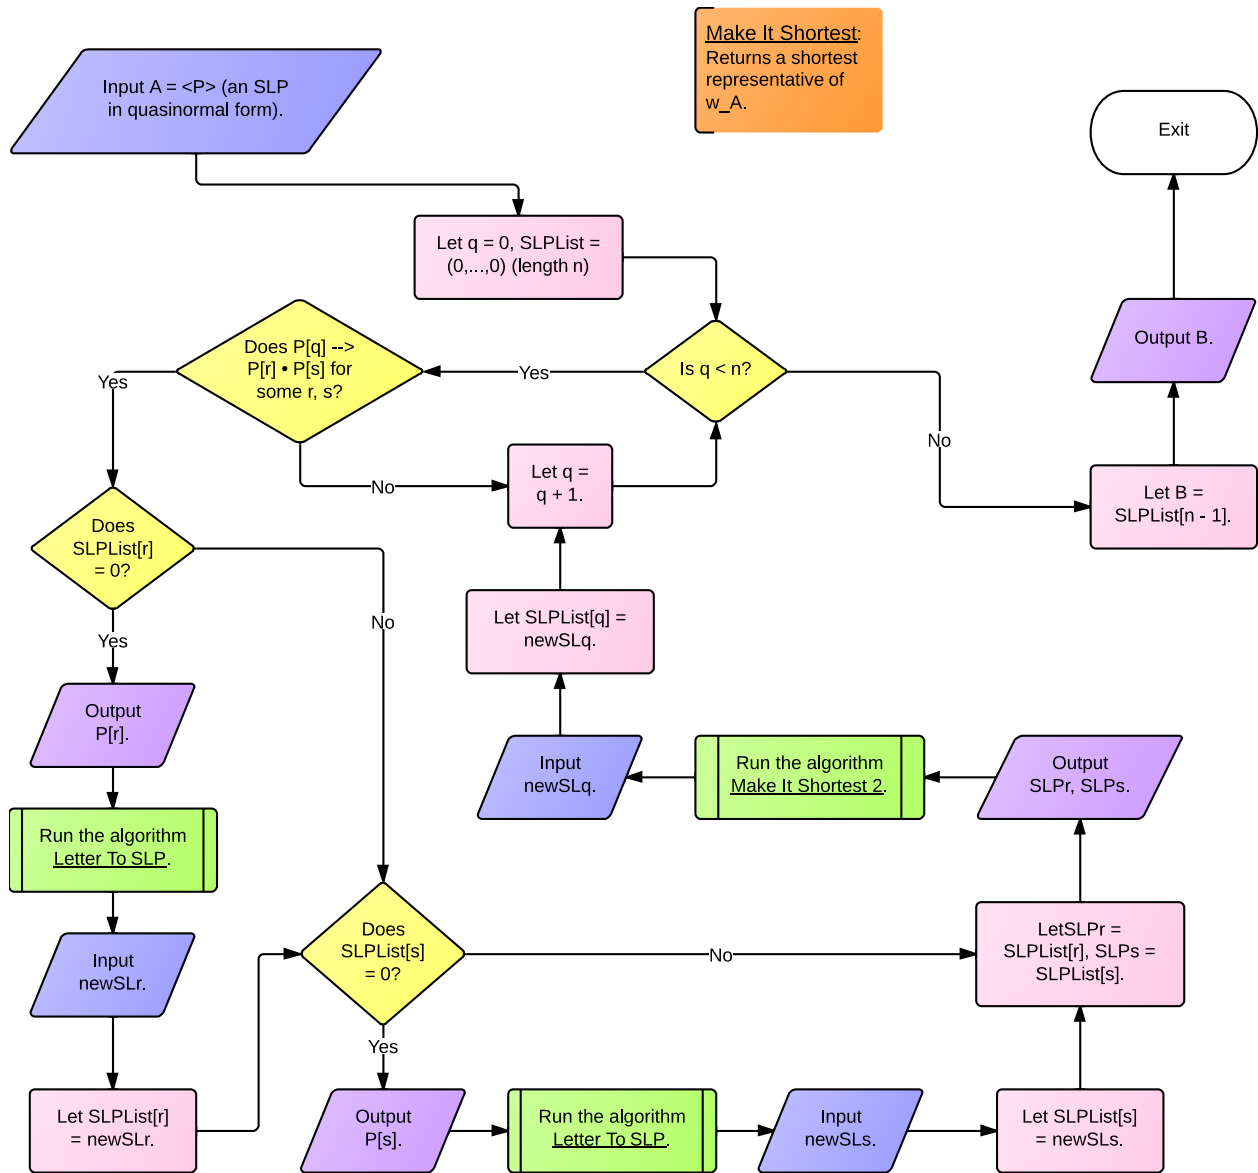 Make It Shortest:
Returns a shortest
representative of
w_A.
Input A = <P> (an SLP
in quasinormal form).
Exit
Let q = 0, SLPList =
(0,...,0) (length n)
Output B.
Does P[q] -->
P[r] • P[s] for
some r, s?
Yes
Is q < n?
Yes
No
No
Let q =
q + 1.
Let B =
SLPList[n - 1].
Does
SLPList[r]
= 0?
No
Yes
Let SLPList[q] =
newSLq.
Output
P[r].
Input
newSLq.
Run the algorithm
Make It Shortest 2.
Output
SLPr, SLPs.
Run the algorithm
Letter To SLP.
Does
SLPList[s]
= 0?
No
Yes
LetSLPr =
SLPList[r], SLPs =
SLPList[s].
Input
newSLr.
Let SLPList[r]
= newSLr.
Output
P[s].
Run the algorithm
Letter To SLP.
Input
newSLs.
Let SLPList[s]
= newSLs.